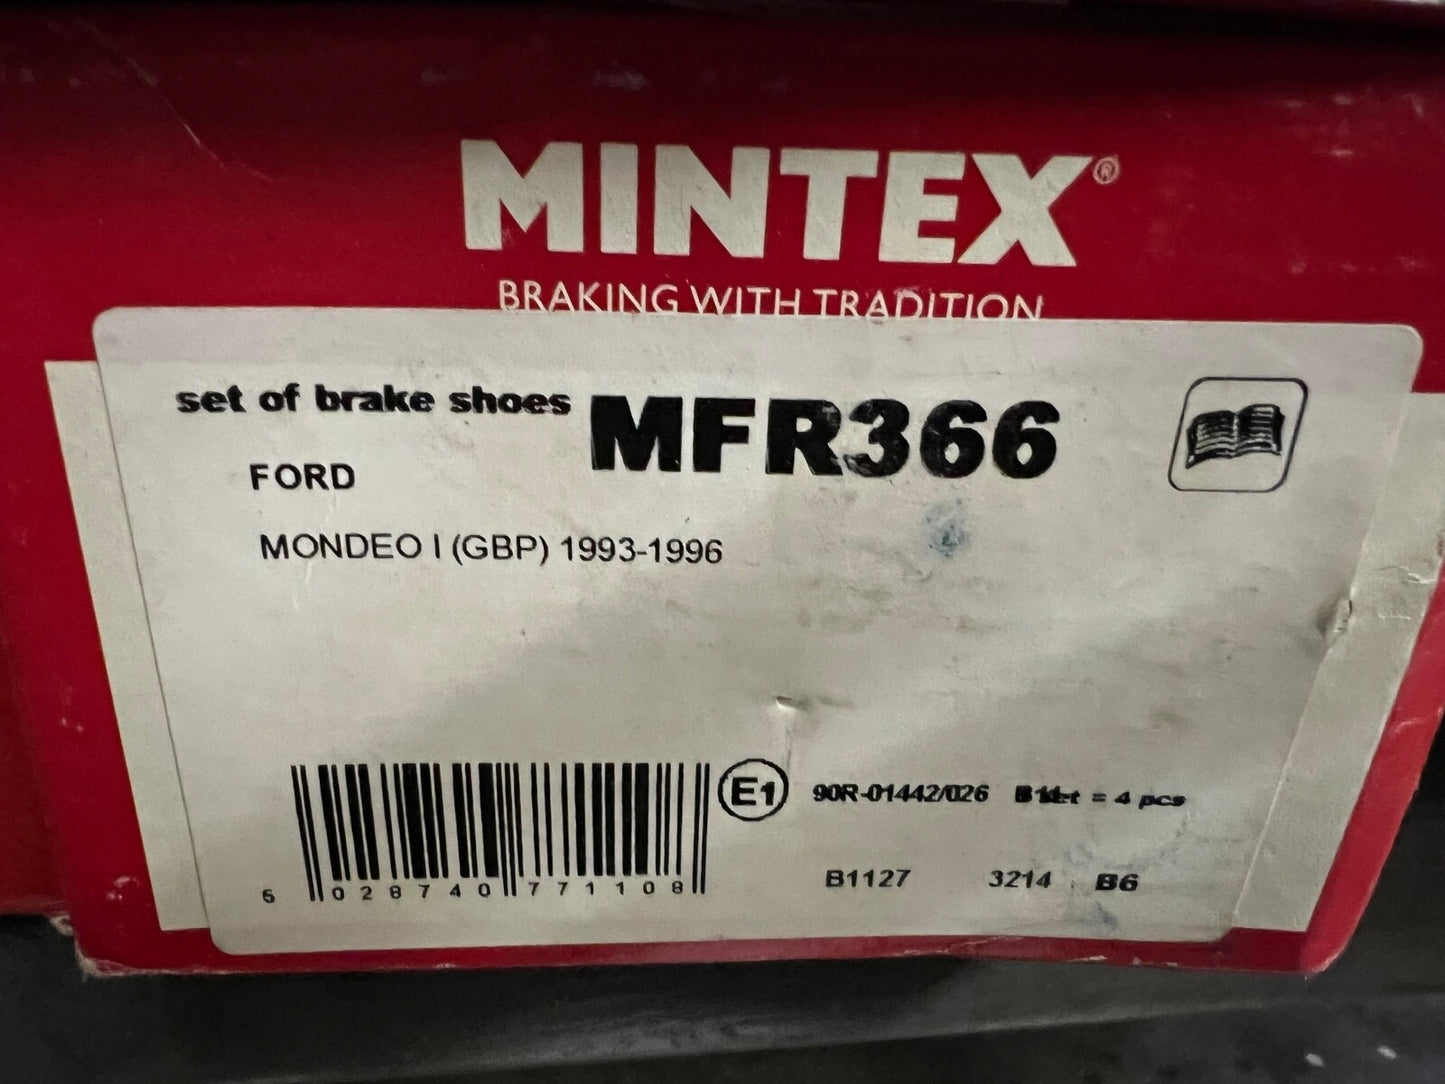 MINTEX®
BRAKING WITH TRADITION
set of brake shoes MFR366
FORD
MONDEO I (GBP) 1993-1996
E1 90R-01442/026 = 4 pcs
6 028740 771108
B1127 3214 B6